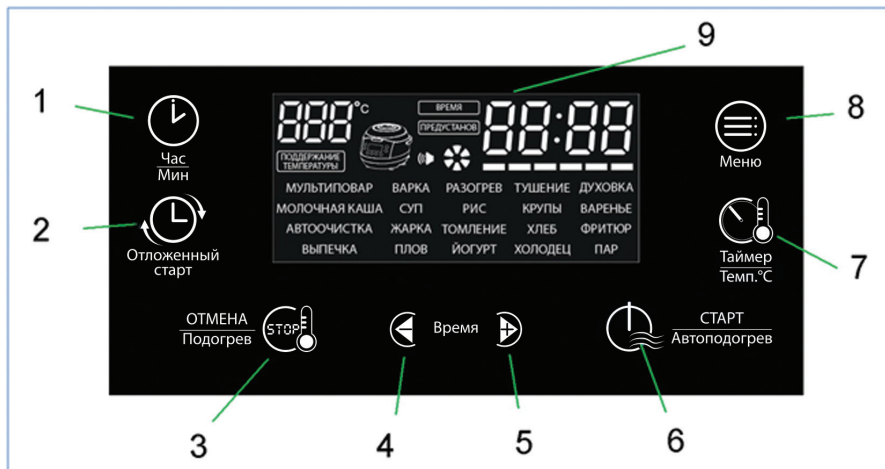 9
1
Час
Мин
2
Отложенный
старт
888°C
ВРЕМЯ
ПРЕДУСТАНОВ
88:88
ПОДДЕРЖАНИЕ
ТЕМПЕРАТУРЫ
МУЛЬТИПОВАР ВАРКА РАЗОГРЕВ ТУШЕНИЕ ДУХОВКА
МОЛОЧНАЯ КАША СУП РИС КРУПЫ ВАРЕНЬЕ
АВТООЧИСТКА ЖАРКА ТОМЛЕНИЕ ХЛЕБ ФРИТЮР
ВЫПЕЧКА ПЛОВ ЙОГУРТ ХОЛОДЕЦ ПАР
8
Меню
7
Таймер
Темп.°C
ОТМЕНА
Подогрев
STOP
Время
СТАРТ
Автоподогрев
3
4
5
6